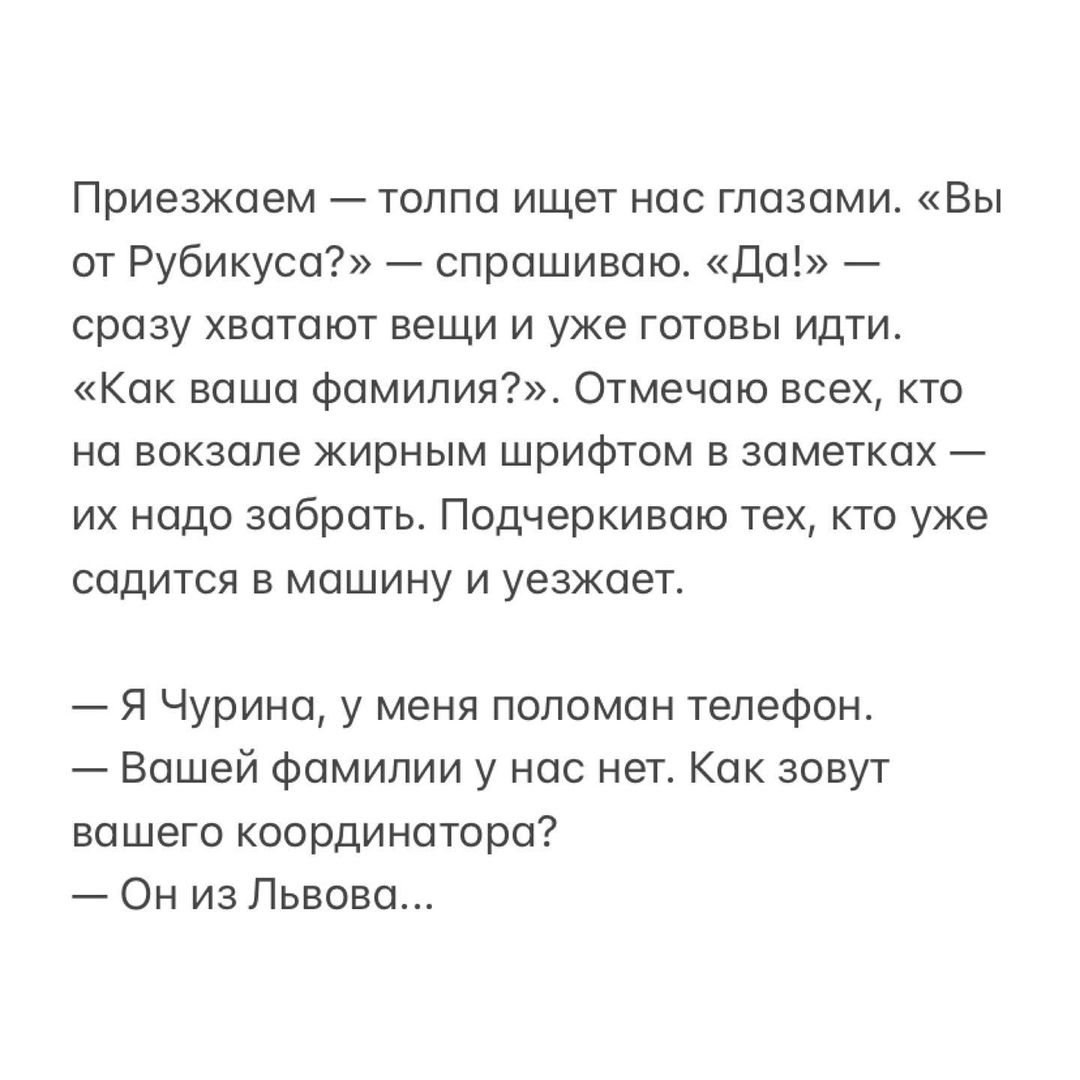 Приезжаем — толпа ищет нас глазами. «Вы
от Рубикуса?» — спрашиваю. «Да!» —
сразу хватают вещи и уже готовы идти.
«Как ваша фамилия?». Отмечаю всех, кто
на вокзале жирным шрифтом в заметках —
их надо забрать. Подчеркиваю тех, кто уже
садится в машину и уезжает.

— Я Чурина, у меня поломан телефон.
— Вашей фамилии у нас нет. Как зовут
вашего координатора?
— Он из Львова...